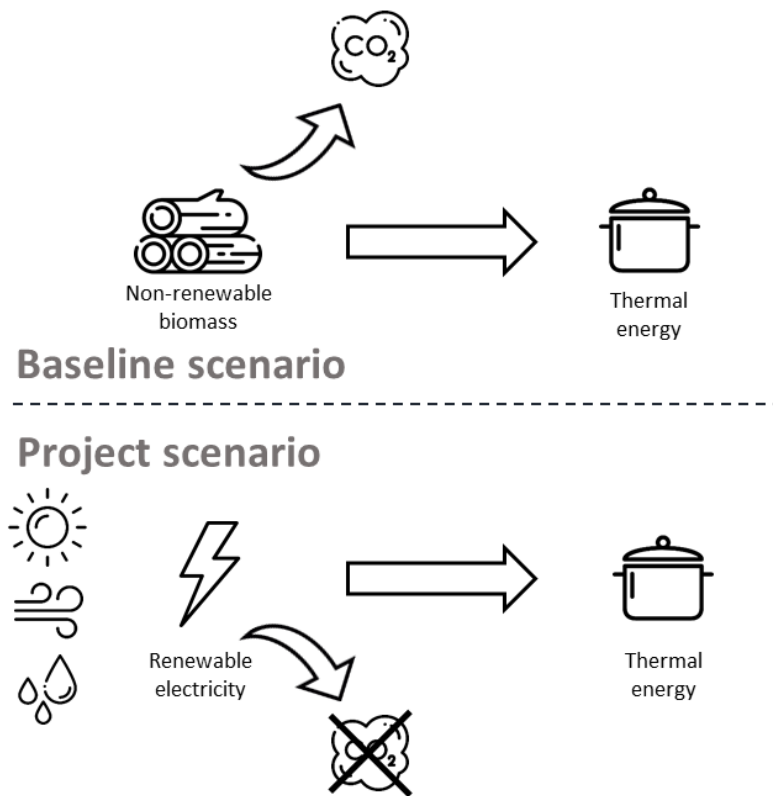 CO2
Non-renewable
biomass
Thermal
energy
Baseline scenario
Project scenario
Renewable
electricity
Thermal
energy
CO2